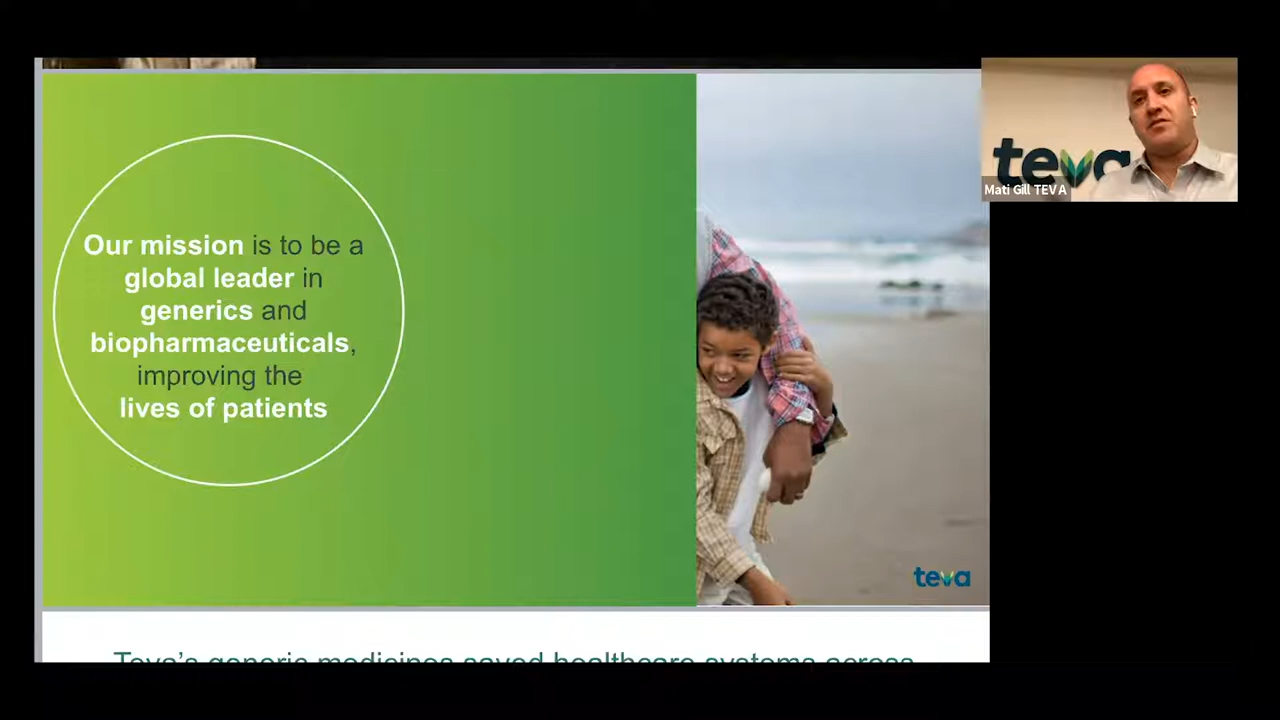 Our mission is to be a
global leader in
generics and
biopharmaceuticals,
improving the
lives of patients
teva
Teva's generic medicines saved healthcare systems across
teva
Mati Gill TEVA